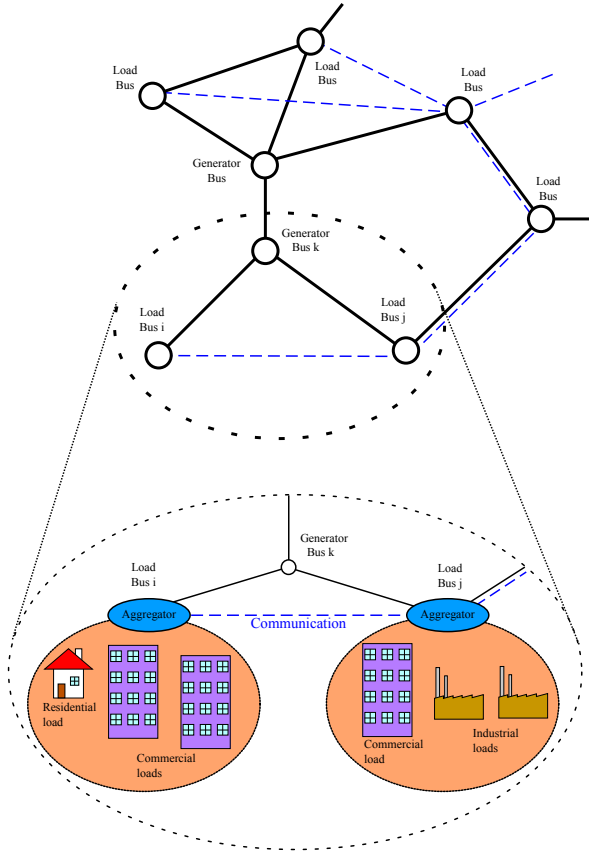 Load
Bus
Load
Bus
Load
Bus
Generator
Bus
Load
Bus
Generator
Bus k
Load
Bus i
Load
Bus j
Generator
Bus k
Load
Bus i
Load
Bus j
Aggregator
Aggregator
Communication
Residential
load
Commercial
loads
Commercial
load
Industrial
loads